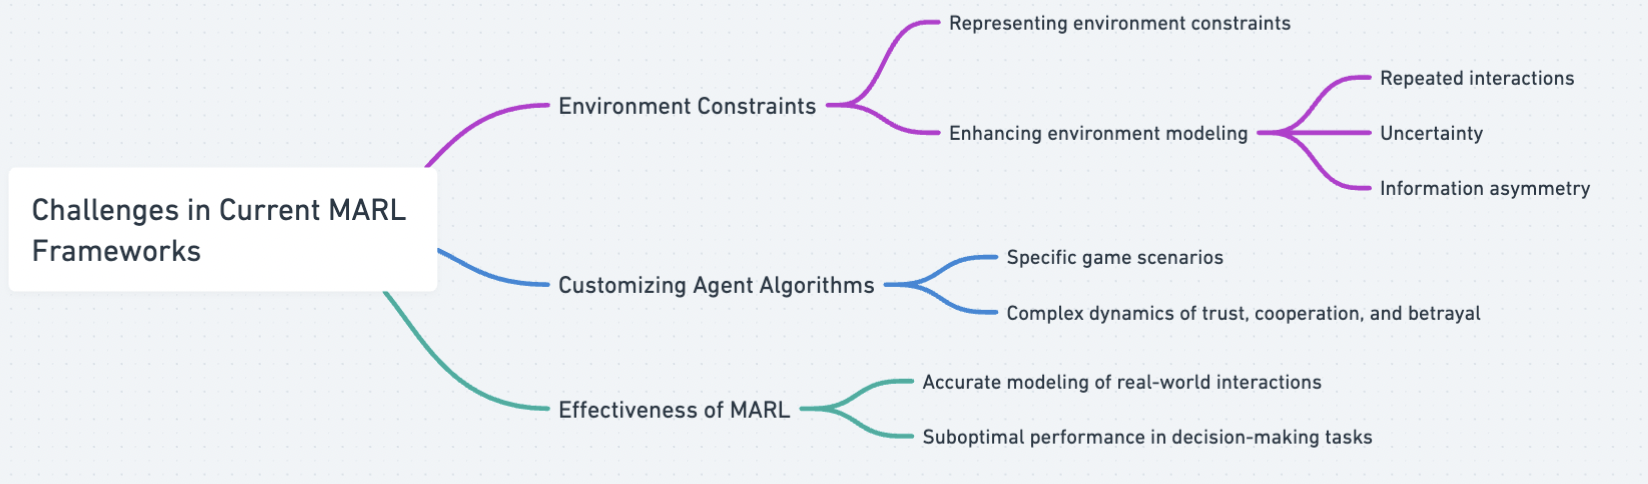 Challenges in Current MARL
Frameworks
Environment Constraints
Representing environment constraints
Enhancing environment modeling
Repeated interactions
Uncertainty
Information asymmetry
Customizing Agent Algorithms
Specific game scenarios
Complex dynamics of trust, cooperation, and betrayal
Effectiveness of MARL
Accurate modeling of real-world interactions
Suboptimal performance in decision-making tasks